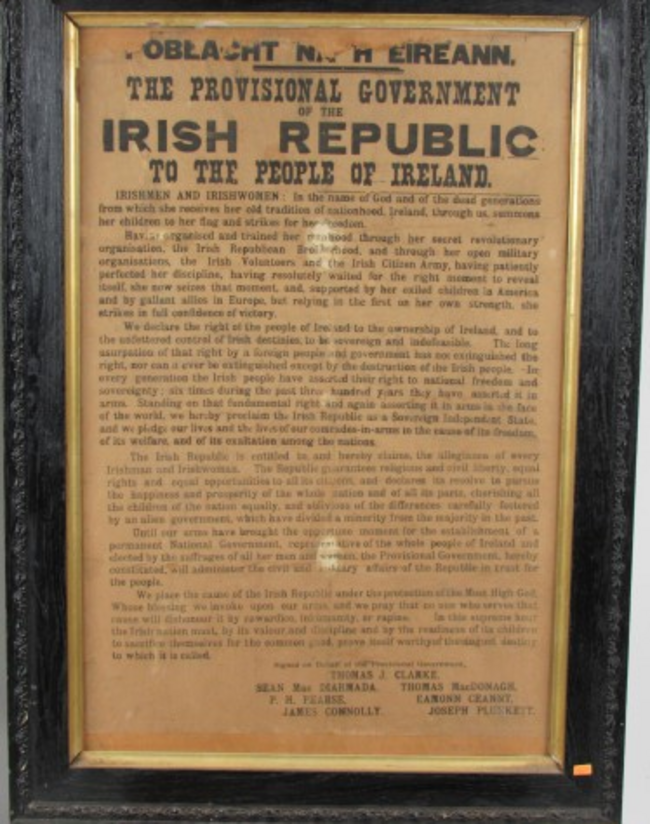 POBLACHT NA H EIREANN.
THE PROVISIONAL GOVERNMENT
OF THE
IRISH REPUBLIC
TO THE PEOPLE OF IRELAND.
IRISHMEN AND IRISHWOMEN: In the name of God and of the dead generations
from which she receives her old tradition of nationhood, Ireland, through us, summons
her children to her flag and strikes for her freedom.
Having organised and trained her manhood through her secret revolutionary
organisation, the Irish Republican Brotherhood, and through her open military
organisations, the Irish Volunteers and the Irish Citizen Army, having patiently
perfected her discipline, having resolutely waited for the right moment to reveal
itself, she now seizes that moment, and, supported by her exiled children in America
and by gallant allies in Europe, but relying in the first on her own strength, she
strikes in full confidence of victory.
We declare the right of the people of Ireland to the ownership of Ireland, and to
the unfettered control of Irish destinies, to be sovereign and indefeasible. The long
usurpation of that right by a foreign people and government has not extinguished the
right, nor can it ever be extinguished except by the destruction of the Irish people. In
every generation the Irish people have asserted their right to national freedom and
sovereignty; six times during the past three hundred years they have asserted it in
arms. Standing on that fundamental right and again asserting it in arms in the face
of the world, we hereby proclaim the Irish Republic as a Sovereign Independent State,
and we pledge our lives and the lives of our comrades-in-arms to the cause of its freedom,
of its welfare, and of its exaltation among the nations.
The Irish Republic is entitled to, and hereby claims, the allegiance of every
Irishman and Irishwoman. The Republic guarantees religious and civil liberty, equal
rights and equal opportunities to all its citizens, and declares its resolve to pursue
the happiness and prosperity of the whole nation and of all its parts, cherishing all
the children of the nation equally, and oblivious of the differences carefully fostered
by an alien government, which have divided a minority from the majority in the past.
Until our arms have brought the opportune moment for the establishment of a
permanent National Government, representative of the whole people of Ireland and
elected by the suffrages of all her men and women, the Provisional Government, hereby
constituted, will administer the civil and military affairs of the Republic in trust for
the people.
We place the cause of the Irish Republic under the protection of the Most High God,
Whose blessing we invoke upon our arms, and we pray that no one who serves that
cause will dishonour it by cowardice, inhumanity, or rapine. In this supreme hour
the Irish nation must, by its valour and discipline and by the readiness of its children
to sacrifice themselves for the common good, prove itself worthy of the august destiny
to which it is called.
Signed on Behalf of the Provisional Government,
THOMAS J. CLARKE.
SEAN Mac DIARMADA. THOMAS MacDONAGH.
P. H. PEARSE. EAMONN CEANNT.
JAMES CONNOLLY. JOSEPH PLUNKETT.